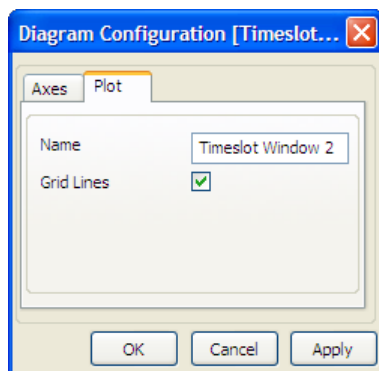 Diagram Configuration [Timeslot...
Axes Plot
Name Timeslot Window 2
Grid Lines
OK Cancel Apply